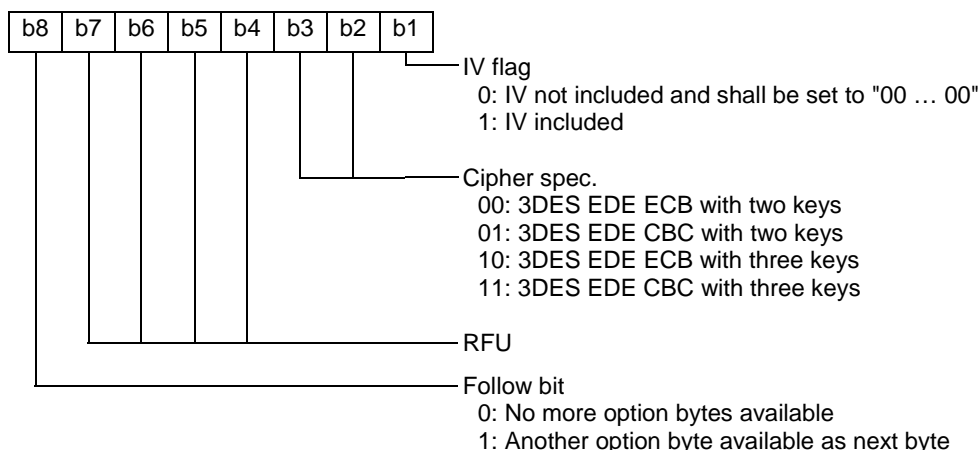 b8 b7 b6 b5 b4 b3 b2 b1
IV flag
0: IV not included and shall be set to "00 … 00"
1: IV included
Cipher spec.
00: 3DES EDE ECB with two keys
01: 3DES EDE CBC with two keys
10: 3DES EDE ECB with three keys
11: 3DES EDE CBC with three keys
RFU
Follow bit
0: No more option bytes available
1: Another option byte available as next byte